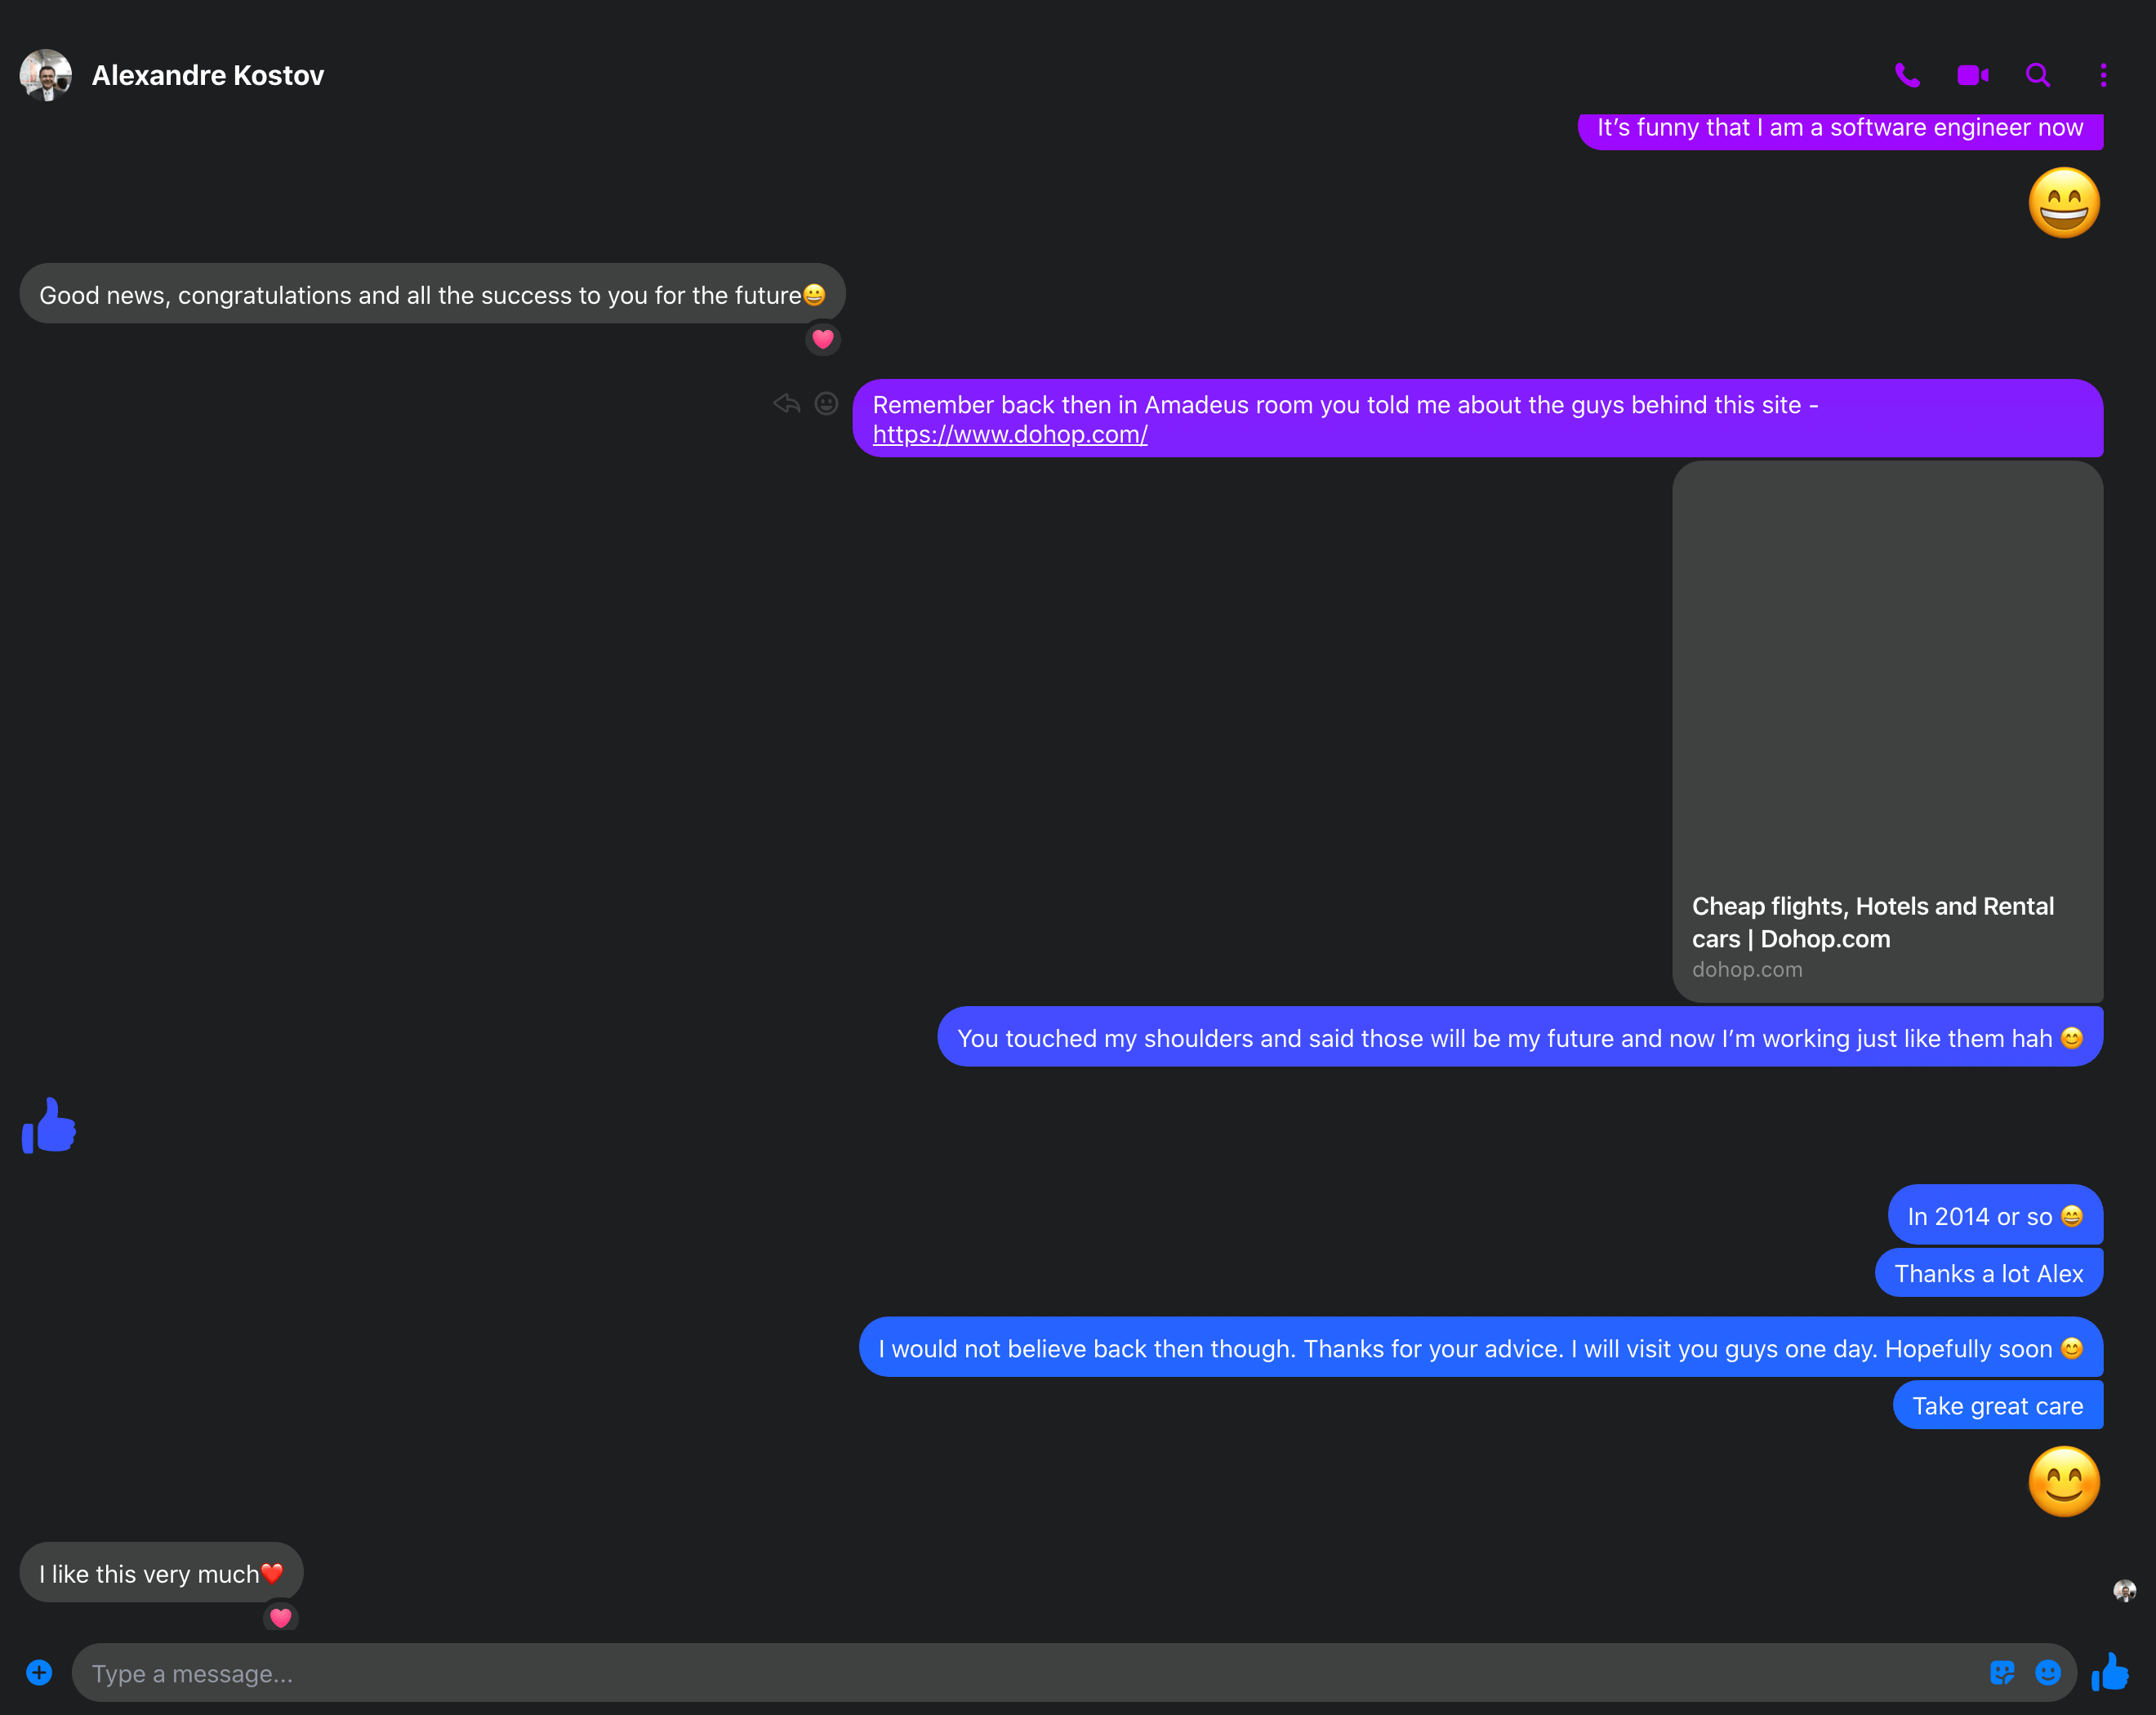 Alexandre Kostov
It’s funny that I am a software engineer now
😄
Good news, congratulations and all the success to you for the future😀
Remember back then in Amadeus room you told me about the guys behind this site -
https://www.dohop.com/
Cheap flights, Hotels and Rental
cars | Dohop.com
dohop.com
You touched my shoulders and said those will be my future and now I’m working just like them hah 😊
In 2014 or so 😄
Thanks a lot Alex
I would not believe back then though. Thanks for your advice. I will visit you guys one day. Hopefully soon 😊
Take great care
😊
I like this very much❤️
Type a message...